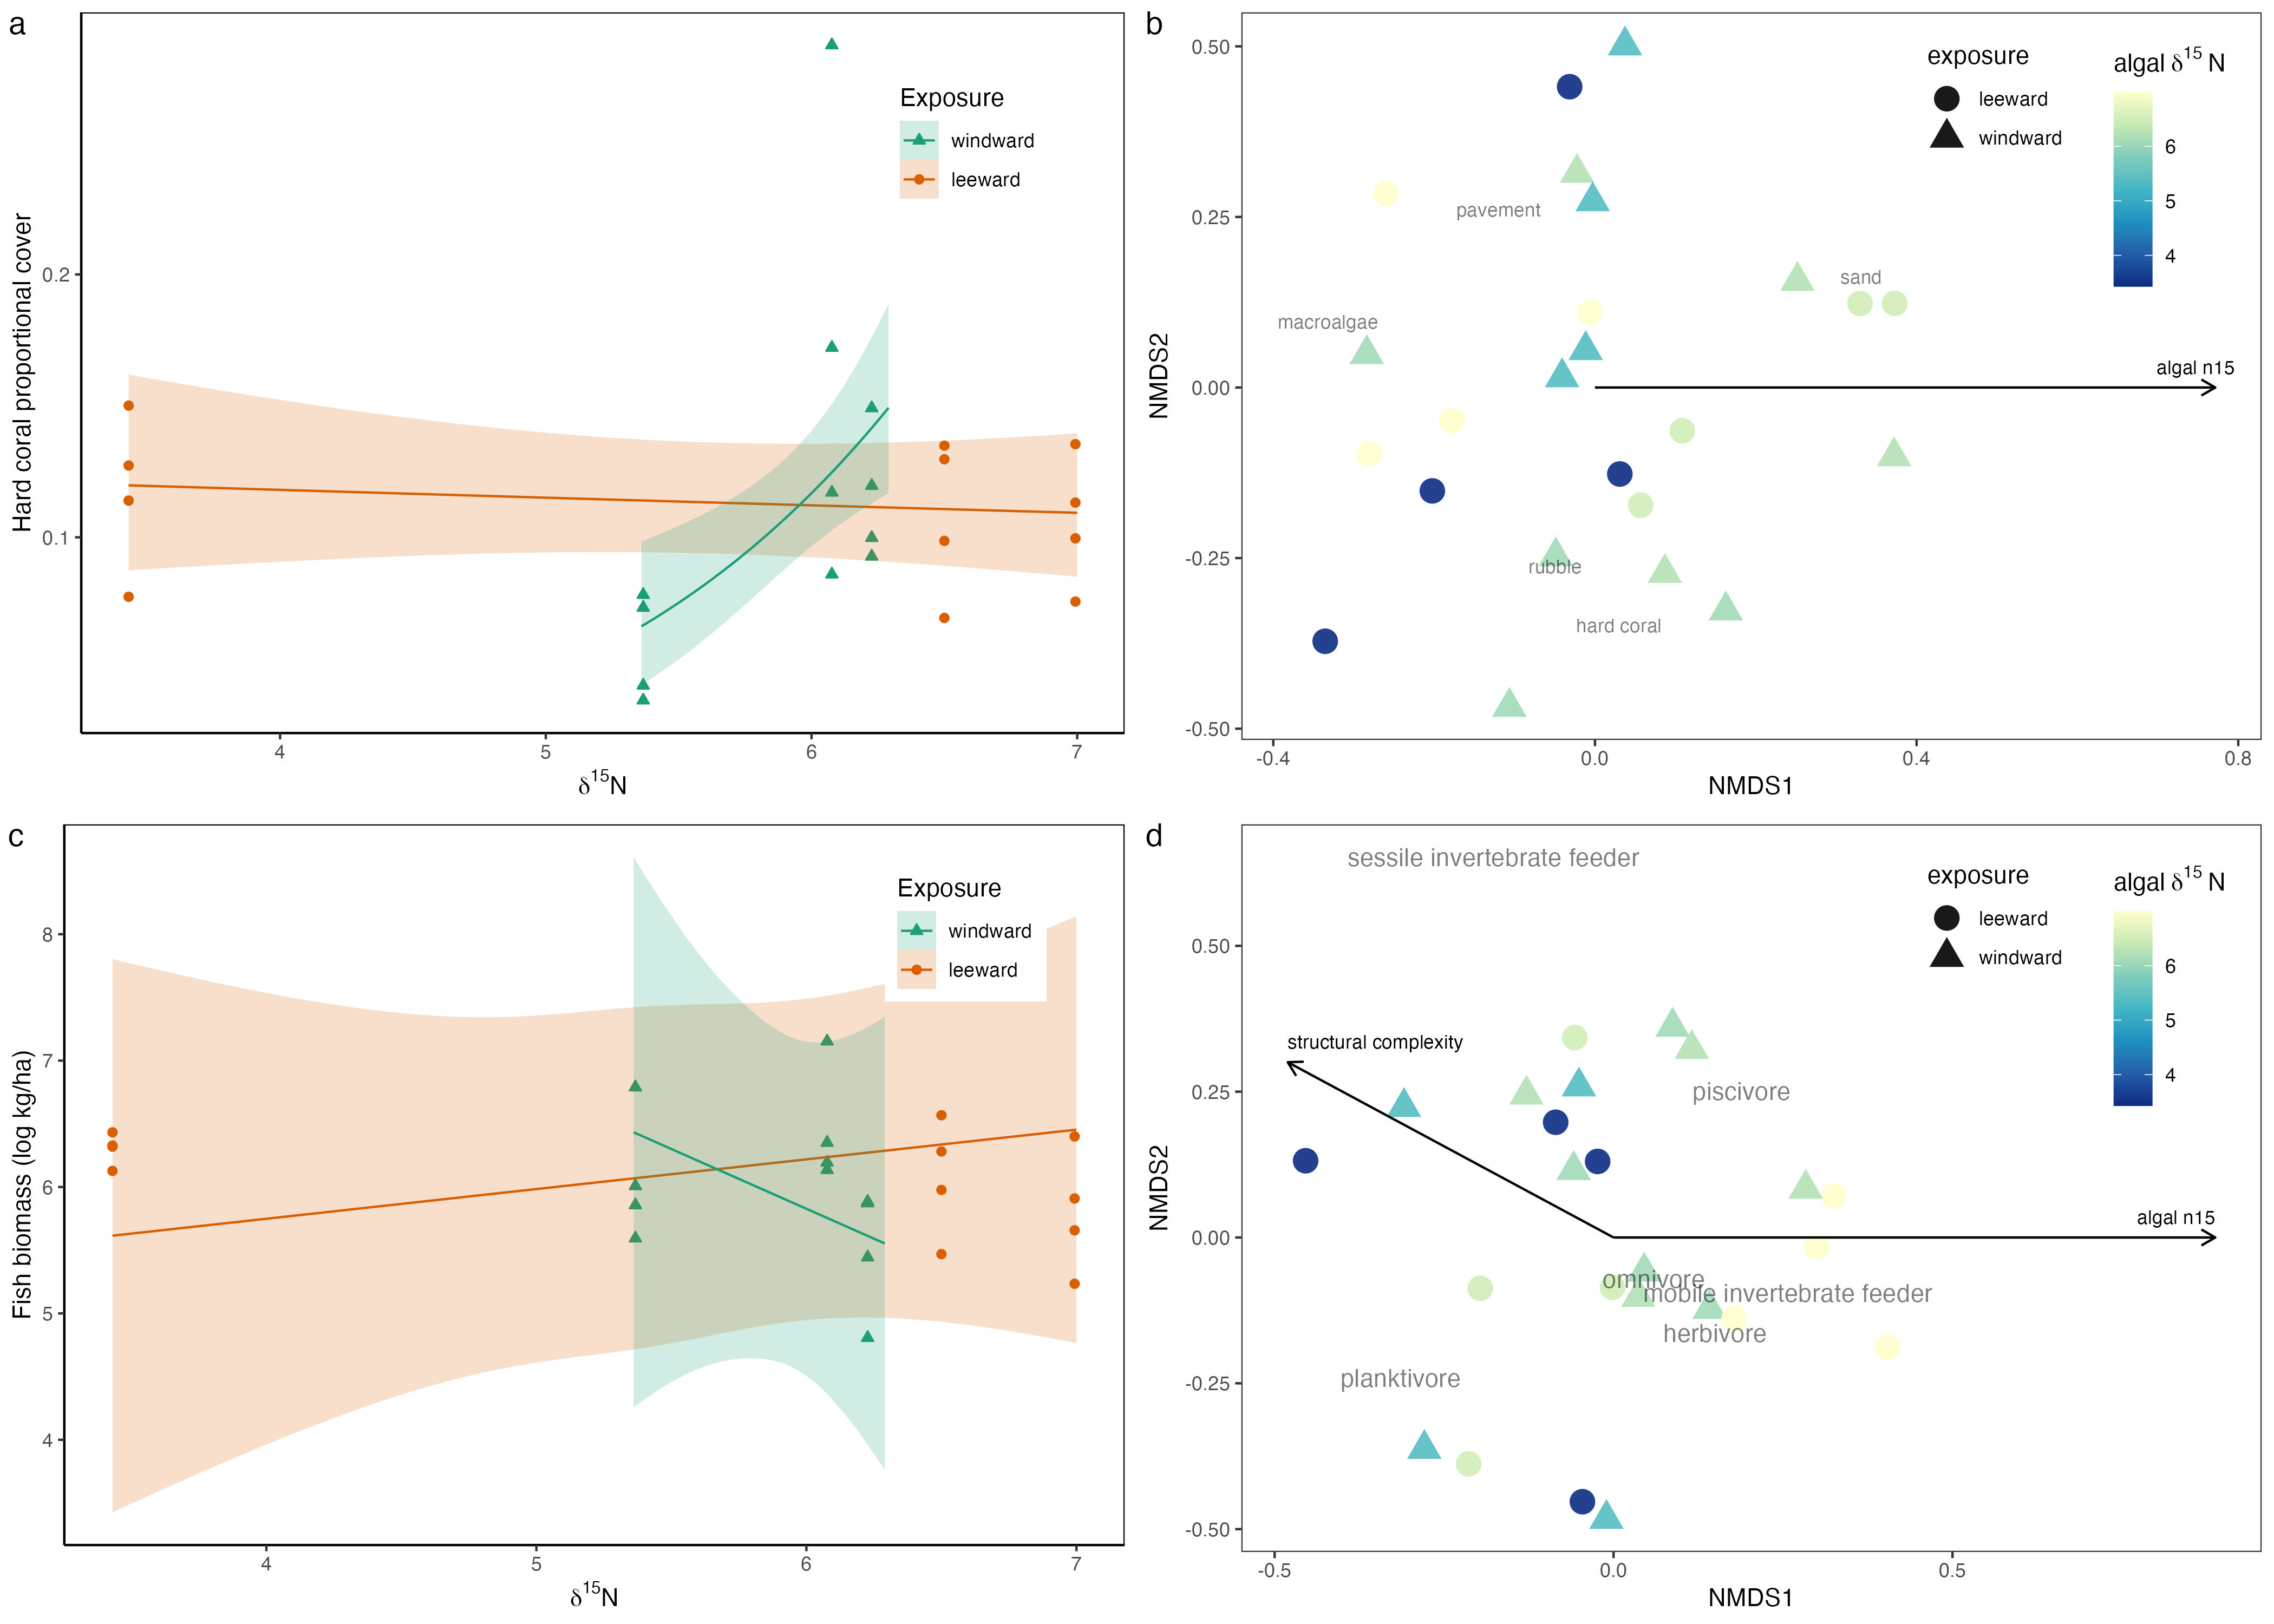 a
Hard coral proportional cover
0.2
0.1
4
5
6
7
δ15N
Exposure
windward
leeward
b
NMDS2
0.50
0.25
0.00
-0.25
-0.50
-0.4
0.0
0.4
0.8
NMDS1
exposure
leeward
windward
algal δ15 N
6
5
4
pavement
sand
macroalgae
algal n15
rubble
hard coral
c
Fish biomass (log kg/ha)
8
7
6
5
4
4
5
6
7
δ15N
Exposure
windward
leeward
d
NMDS2
0.50
0.25
0.00
-0.25
-0.50
-0.5
0.0
0.5
NMDS1
sessile invertebrate feeder
exposure
leeward
windward
algal δ15 N
6
5
4
structural complexity
piscivore
algal n15
omnivore
mobile invertebrate feeder
herbivore
planktivore